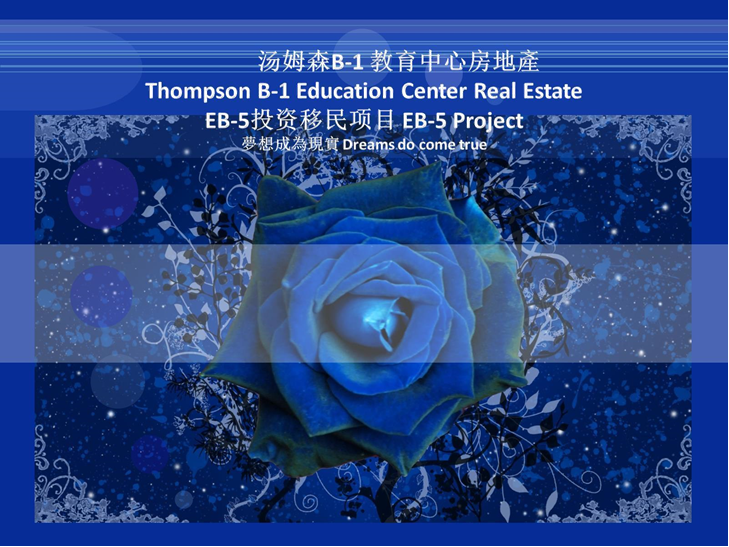 汤姆森B-1 教育中心房地產
Thompson B-1 Education Center Real Estate
EB-5投资移民项目 EB-5 Project
夢想成為現實 Dreams do come true